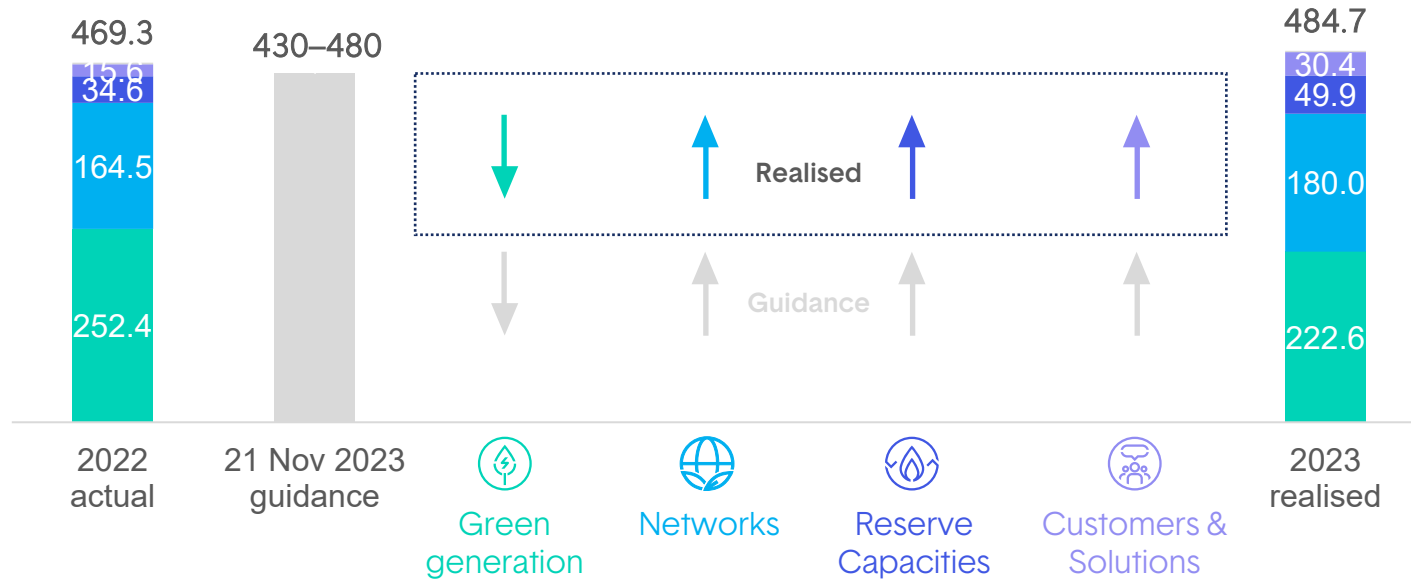 469.3
15.6
34.6
164.5
252.4
2022
actual
430–480
21 Nov 2023
guidance
Realised
Guidance
Green
generation
Networks
Reserve
Capacities
Customers &
Solutions
484.7
30.4
49.9
180.0
222.6
2023
realised